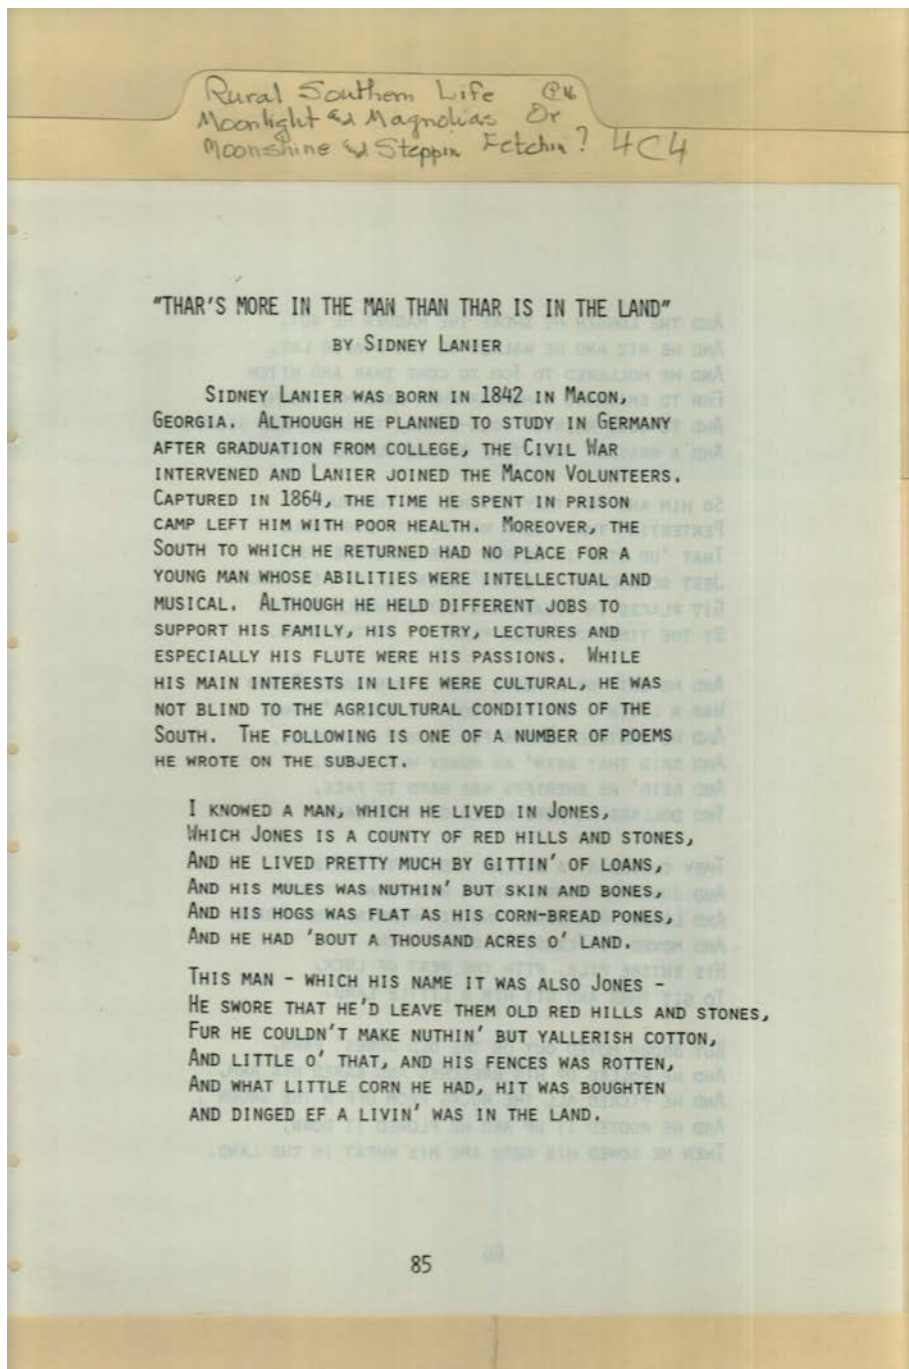 Rural Southern Life
Moonlight & Magnolias Or
Moonshine & Steppin Fetchin? 4C4
"THAR'S MORE IN THE MAN THAN THAR IS IN THE LAND"
BY SIDNEY LANIER
SIDNEY LANIER WAS BORN IN 1842 IN MACON,
GEORGIA. ALTHOUGH HE PLANNED TO STUDY IN GERMANY
AFTER GRADUATION FROM COLLEGE, THE CIVIL WAR
INTERVENED AND LANIER JOINED THE MACON VOLUNTEERS.
CAPTURED IN 1864, THE TIME HE SPENT IN PRISON
CAMP LEFT HIM WITH POOR HEALTH. MOREOVER, THE
SOUTH TO WHICH HE RETURNED HAD NO PLACE FOR A
YOUNG MAN WHOSE ABILITIES WERE INTELLECTUAL AND
MUSICAL. ALTHOUGH HE HELD DIFFERENT JOBS TO
SUPPORT HIS FAMILY, HIS POETRY, LECTURES AND
ESPECIALLY HIS FLUTE WERE HIS PASSIONS. WHILE
HIS MAIN INTERESTS IN LIFE WERE CULTURAL, HE WAS
NOT BLIND TO THE AGRICULTURAL CONDITIONS OF THE
SOUTH. THE FOLLOWING IS ONE OF A NUMBER OF POEMS
HE WROTE ON THE SUBJECT.
I KNOWED A MAN, WHICH HE LIVED IN JONES,
WHICH JONES IS A COUNTY OF RED HILLS AND STONES,
AND HE LIVED PRETTY MUCH BY GITTIN' OF LOANS,
AND HIS MULES WAS NUTHIN' BUT SKIN AND BONES,
AND HIS HOGS WAS FLAT AS HIS CORN-BREAD PONES,
AND HE HAD 'BOUT A THOUSAND ACRES O' LAND.
THIS MAN - WHICH HIS NAME IT WAS ALSO JONES -
HE SWORE THAT HE'D LEAVE THEM OLD RED HILLS AND STONES,
FUR HE COULDN'T MAKE NUTHIN' BUT YALLERISH COTTON,
AND LITTLE O' THAT, AND HIS FENCES WAS ROTTEN,
AND WHAT LITTLE CORN HE HAD, HIT WAS BOUGHTEN
AND DINGED EF A LIVIN' WAS IN THE LAND.
85